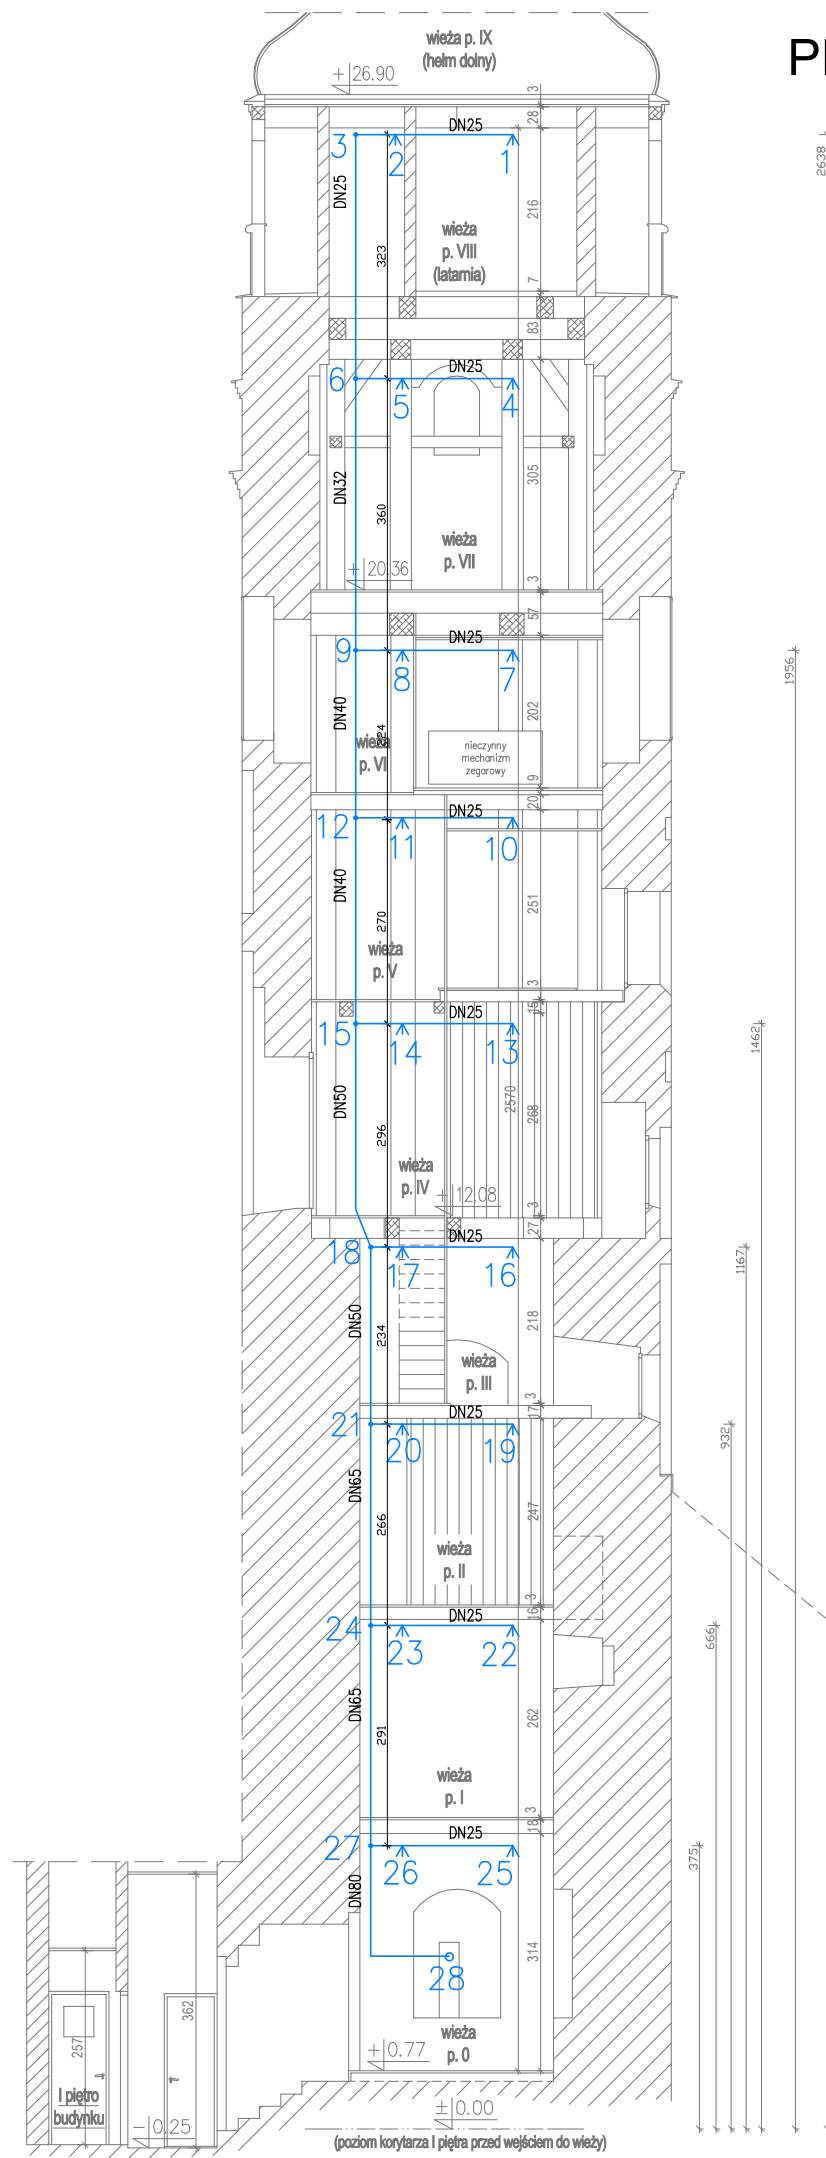 wieża p. IX
(hełm dolny)
PI
+26.90
3
28
DN25
3
2
1
2638
DN25
323
216
wieża
p. VIII
(latarnia)
7
83
DN25
6
5
4
DN32
360
305
wieża
p. VII
+20.36
3
57
DN25
9
8
7
1956
DN40
224
202
wieża
p. VI
nieczynny
mechanizm
zegarowy
9
20
DN25
12
11
10
DN40
270
251
wieża
p. V
3
15
DN25
15
14
13
1462
DN50
296
2570
268
wieża
p. IV
+12.08
3
27
DN25
18
17
16
1167
DN50
234
218
wieża
p. III
3
17
DN25
21
20
19
932
DN65
266
247
wieża
p. II
3
16
DN25
24
23
22
666
DN65
291
262
wieża
p. I
3
18
DN25
27
26
25
375
DN80
28
314
362
257
wieża
p. 0
+0.77
I piętro
budynku
-0.25
±0.00
(poziom korytarza I piętra przed wejściem do wieży)